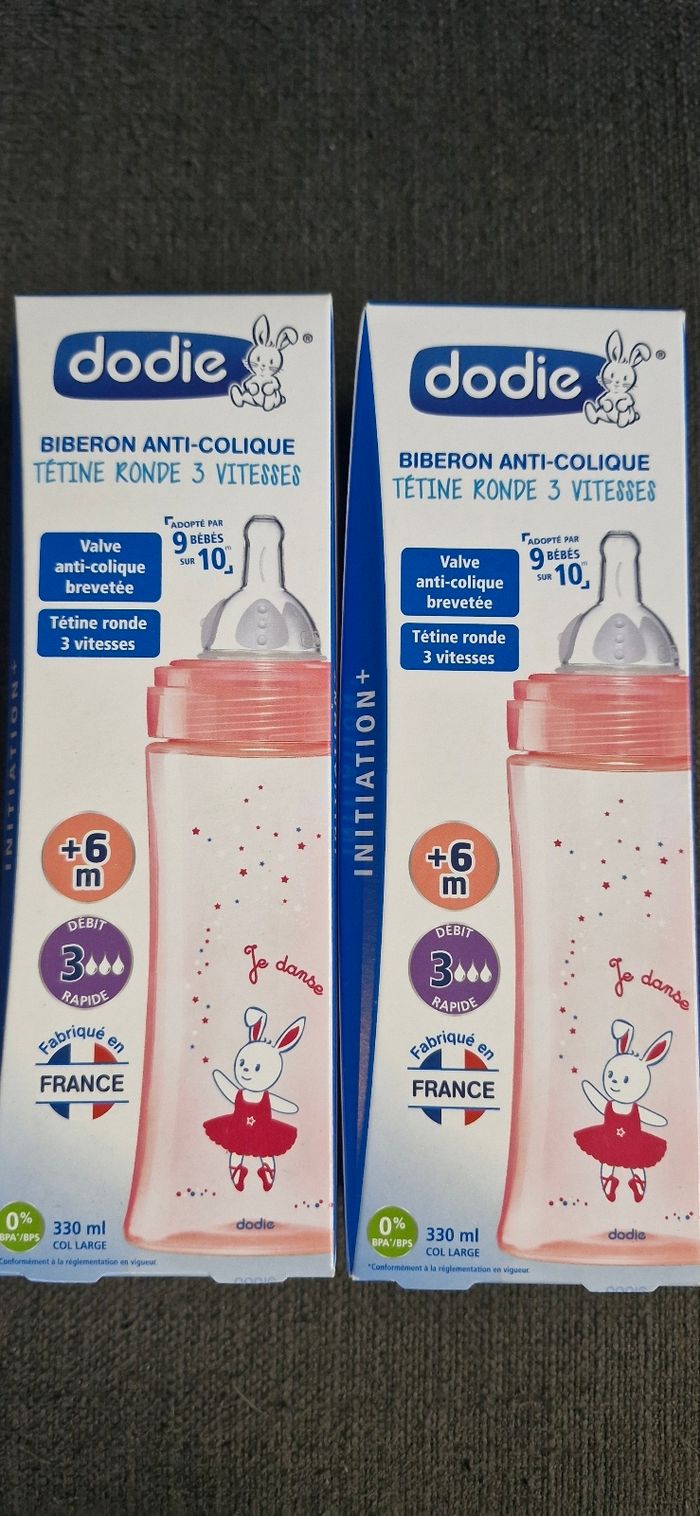 dodie®
BIBERON ANTI-COLIQUE
TÉTINE RONDE 3 VITESSES
Valve
anti-colique
brevetée
ADOPTÉ PAR
9 BÉBÉS
SUR 10
Tétine ronde
3 vitesses
INITIATION+
+6
m
DÉBIT
3
RAPIDE
Je danse
Fabriqué en
FRANCE
0%
BPA*/BPS
330 ml
COL LARGE
dodie
Conformément à la réglementation en vigueur.
dodie®
BIBERON ANTI-COLIQUE
TÉTINE RONDE 3 VITESSES
Valve
anti-colique
brevetée
ADOPTÉ PAR
9 BÉBÉS
SUR 10
Tétine ronde
3 vitesses
INITIATION+
+6
m
DÉBIT
3
RAPIDE
Je danse
Fabriqué en
FRANCE
0%
BPA*/BPS
330 ml
COL LARGE
dodie
*Conformément à la réglementation en vigueur.